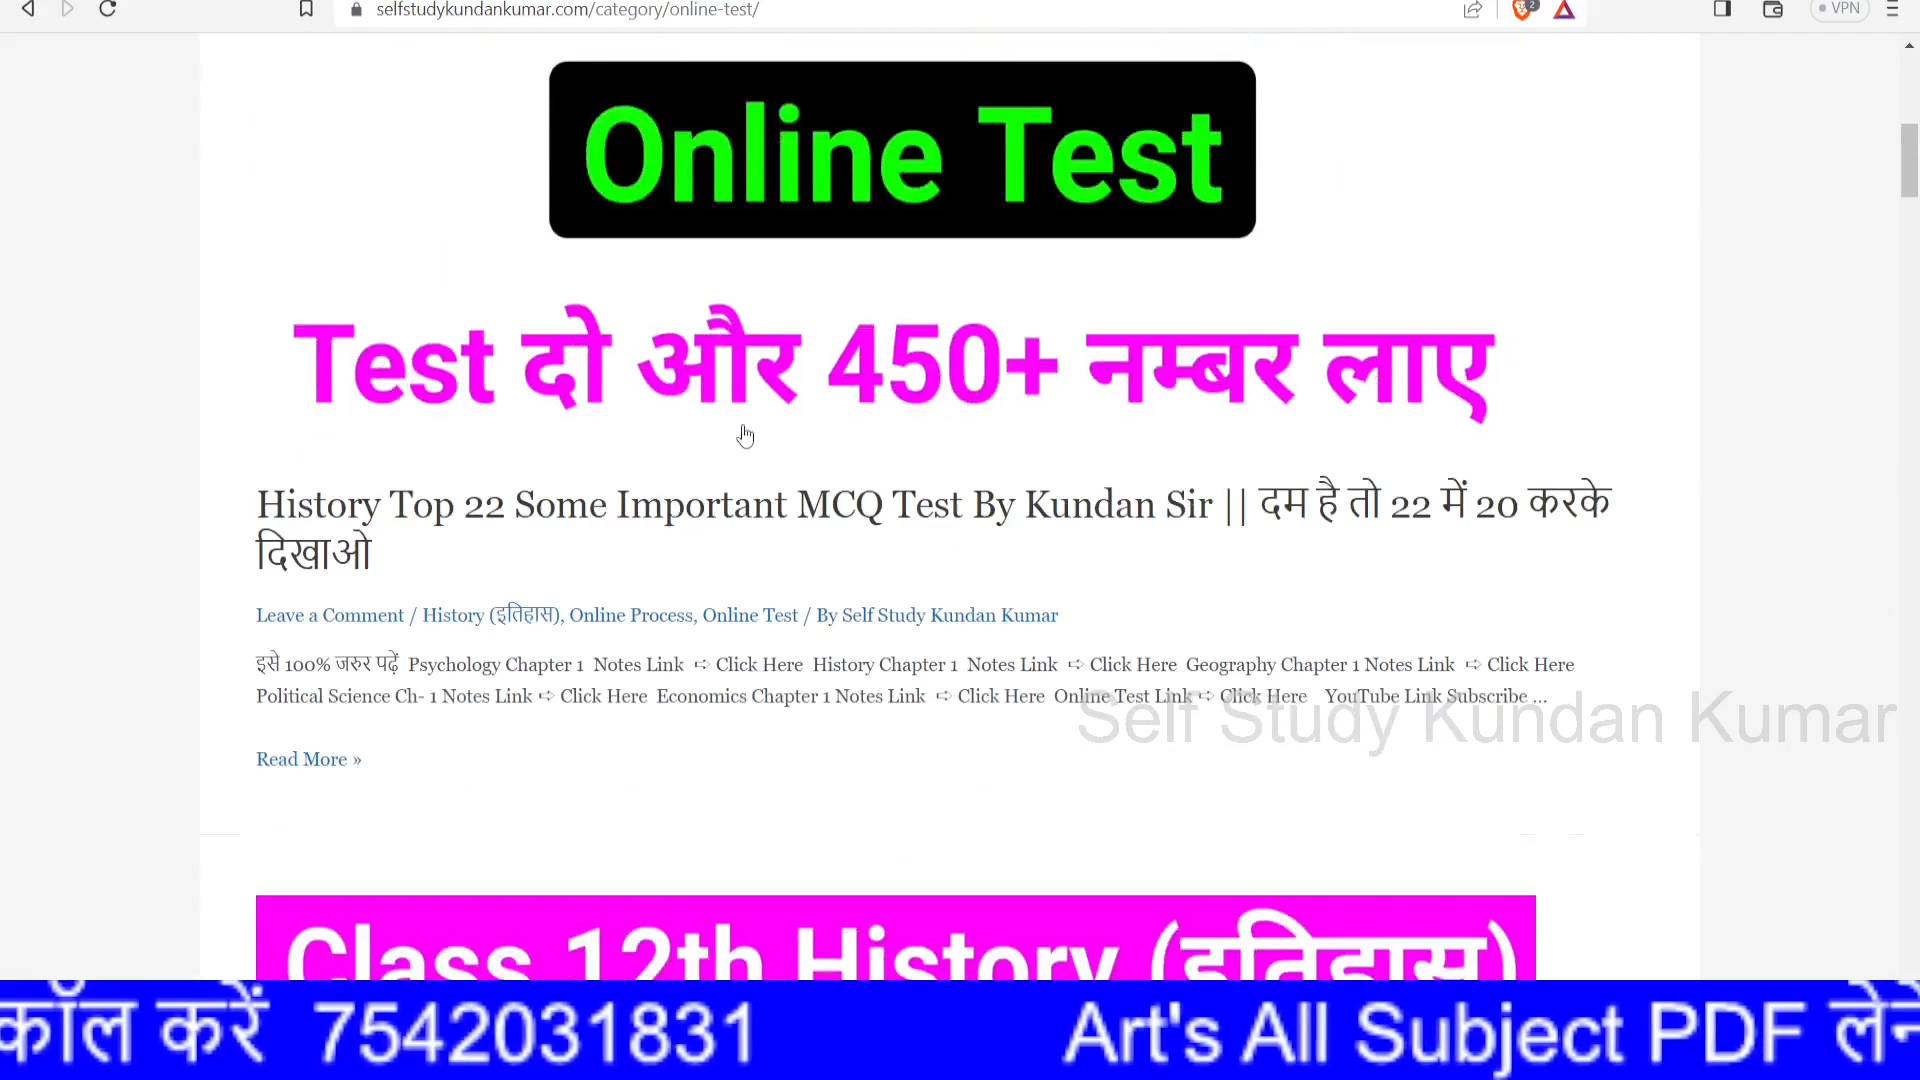 selfstudykundankumar.com/category/online-test/
2
VPN
Online Test
Test दो और 450+ नम्बर लाए
History Top 22 Some Important MCQ Test By Kundan Sir || दम है तो 22 में 20 करके
दिखाओ
Leave a Comment / History (इतिहास), Online Process, Online Test / By Self Study Kundan Kumar
इसे 100% जरुर पढ़ें Psychology Chapter 1 Notes Link ➪ Click Here History Chapter 1 Notes Link ➪ Click Here Geography Chapter 1 Notes Link ➪ Click Here
Political Science Ch- 1 Notes Link ➪ Click Here Economics Chapter 1 Notes Link ➪ Click Here Online Test Link ➪ Click Here YouTube Link Subscribe ...
Self Study Kundan Kumar
Read More »
Class 12th History (इतिहास)
कॉल करें 7542031831 Art's All Subject PDF लेने